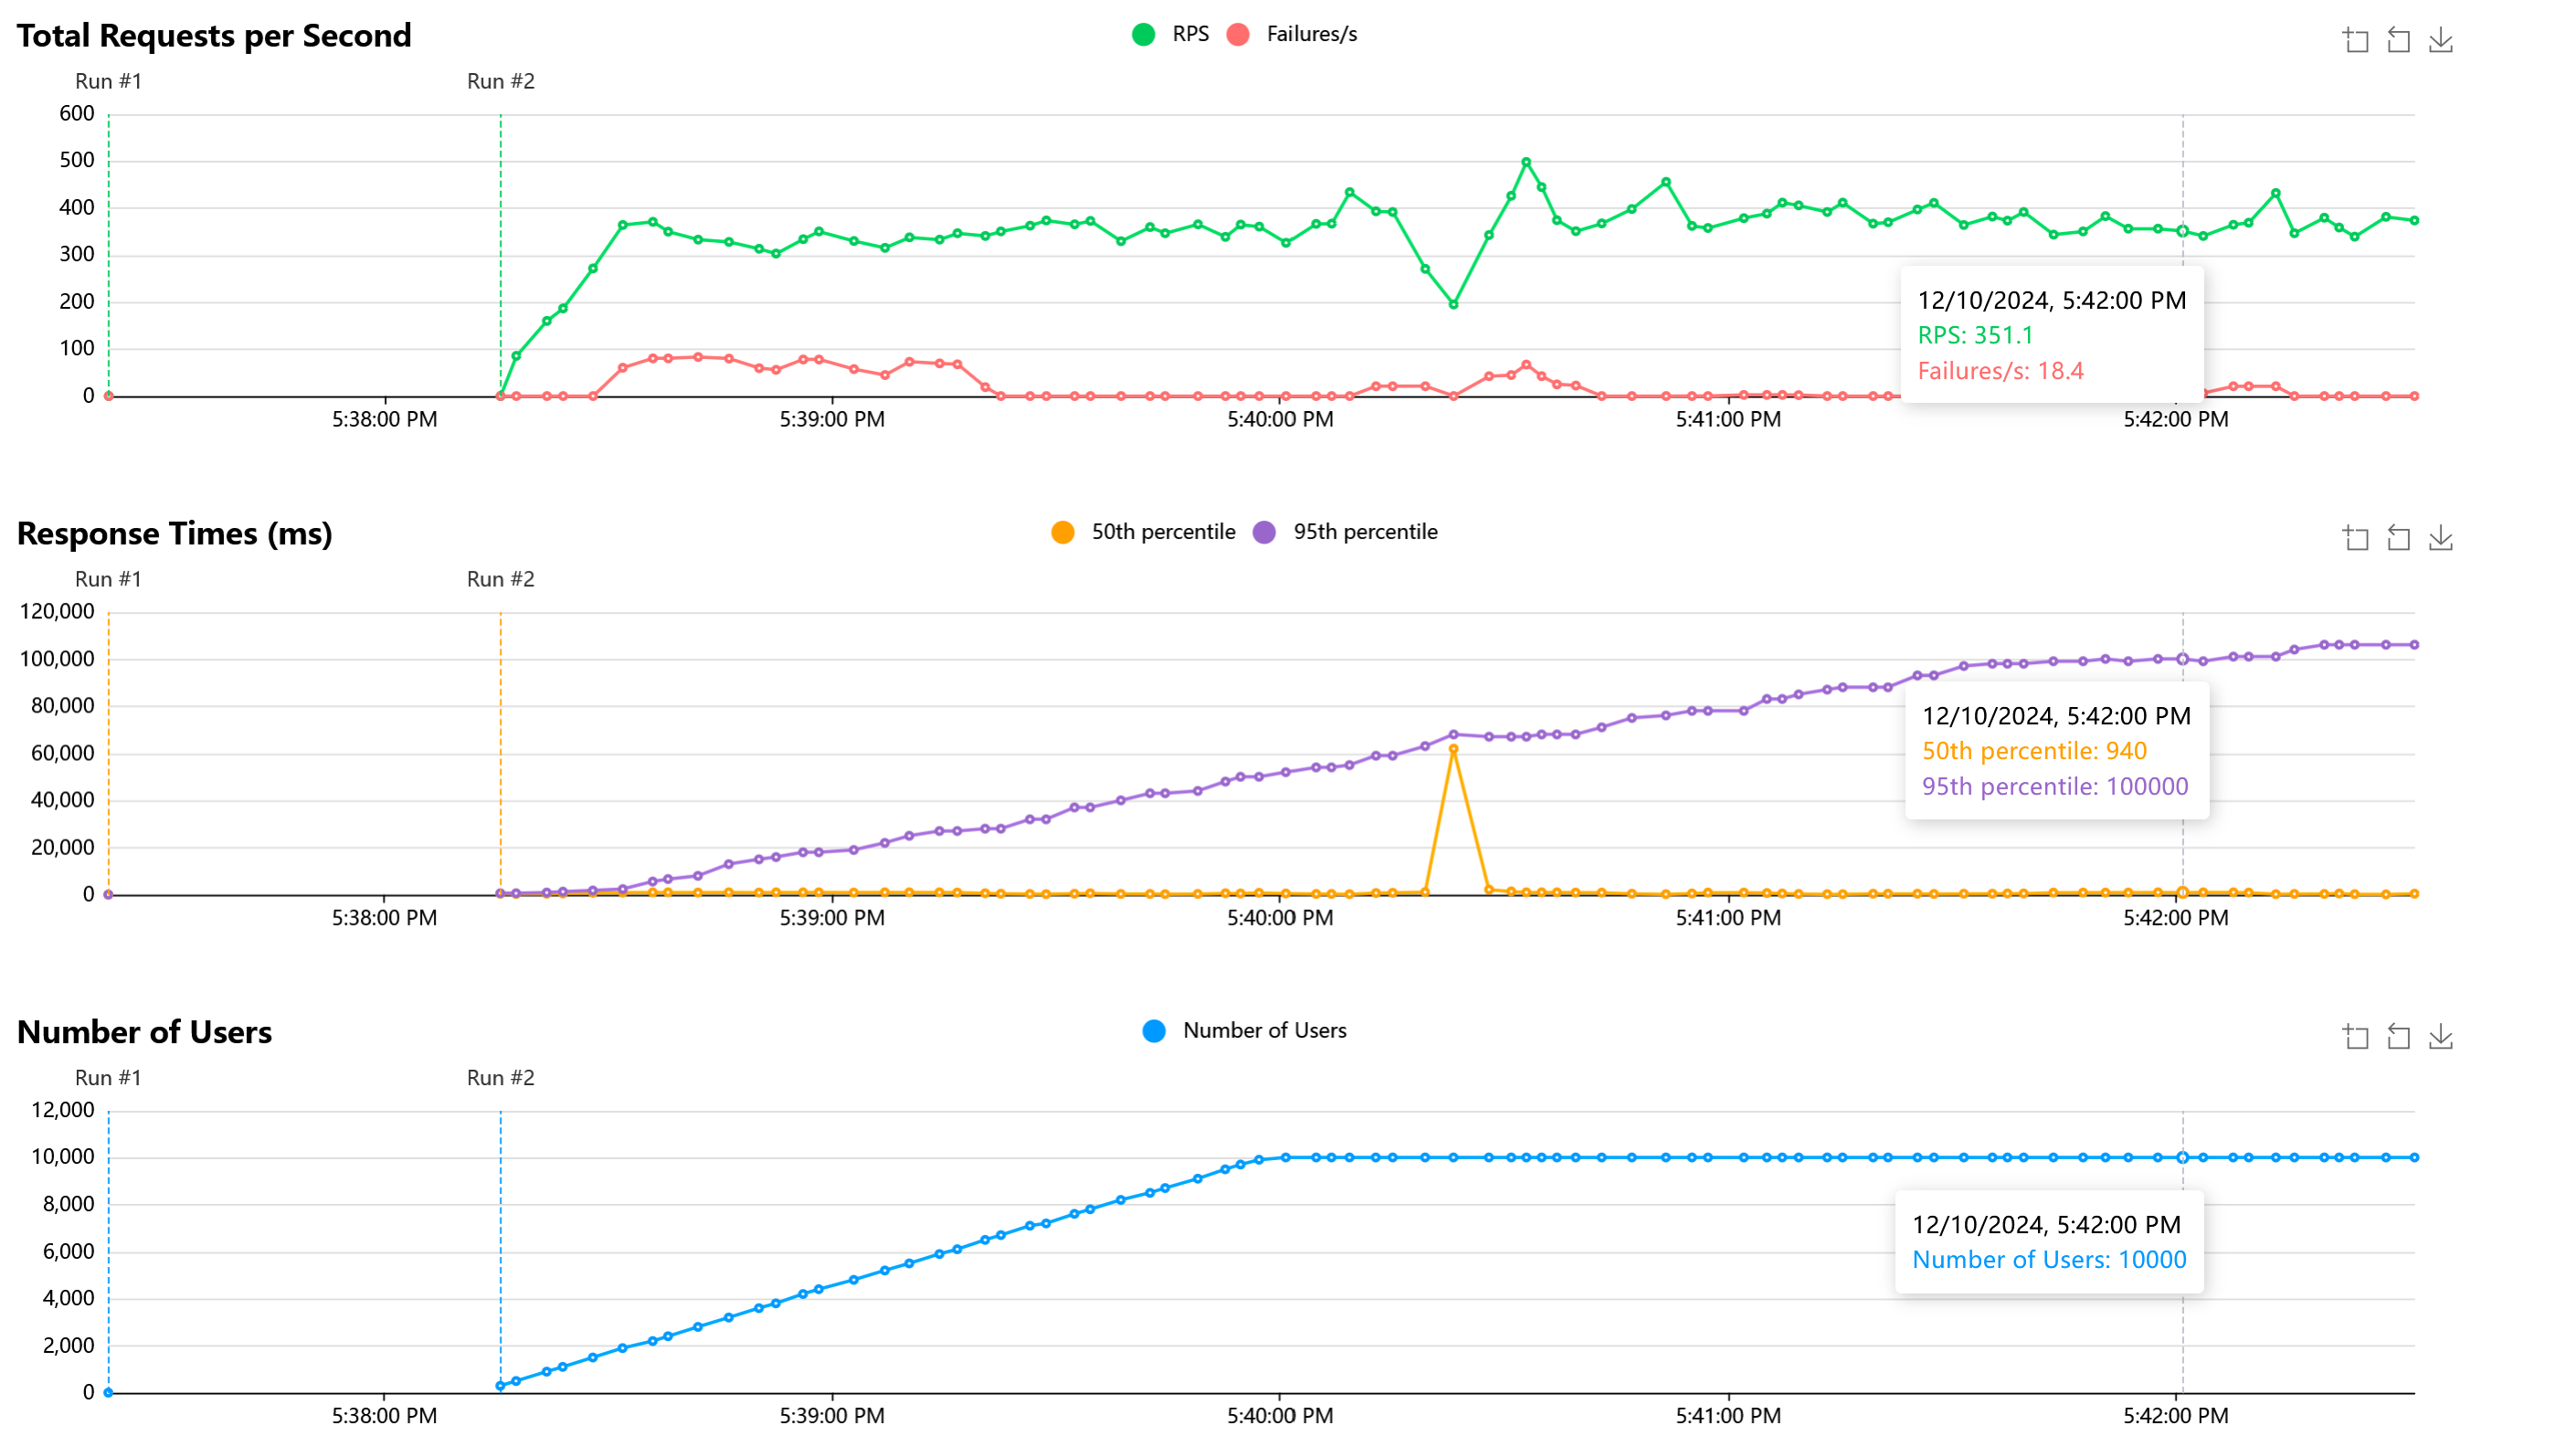 Total Requests per Second
RPS Failures/s
Run #1 Run #2
600
500
400
300
200
100
0
12/10/2024, 5:42:00 PM
RPS: 351.1
Failures/s: 18.4
5:38:00 PM 5:39:00 PM 5:40:00 PM 5:41:00 PM 5:42:00 PM
Response Times (ms)
50th percentile 95th percentile
Run #1 Run #2
120,000
100,000
80,000
60,000
40,000
20,000
0
12/10/2024, 5:42:00 PM
50th percentile: 940
95th percentile: 100000
5:38:00 PM 5:39:00 PM 5:40:00 PM 5:41:00 PM 5:42:00 PM
Number of Users
Number of Users
Run #1 Run #2
12,000
10,000
8,000
6,000
4,000
2,000
0
12/10/2024, 5:42:00 PM
Number of Users: 10000
5:38:00 PM 5:39:00 PM 5:40:00 PM 5:41:00 PM 5:42:00 PM